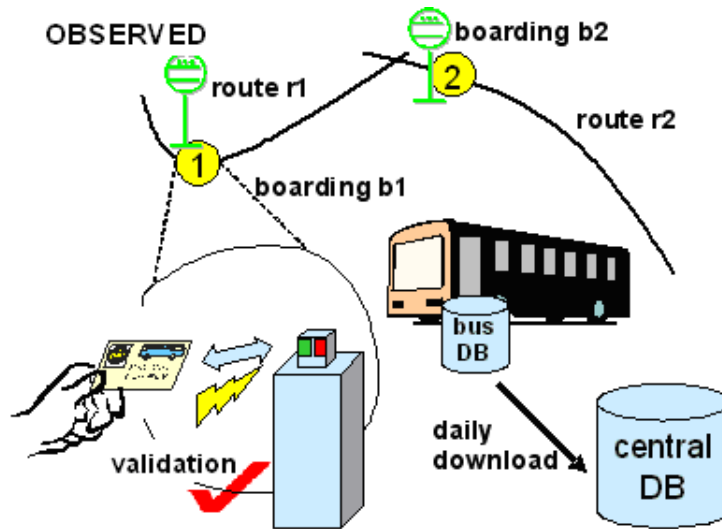 OBSERVED
boarding b2
route r1
2
route r2
1
boarding b1
bus
DB
daily
download
validation
central
DB